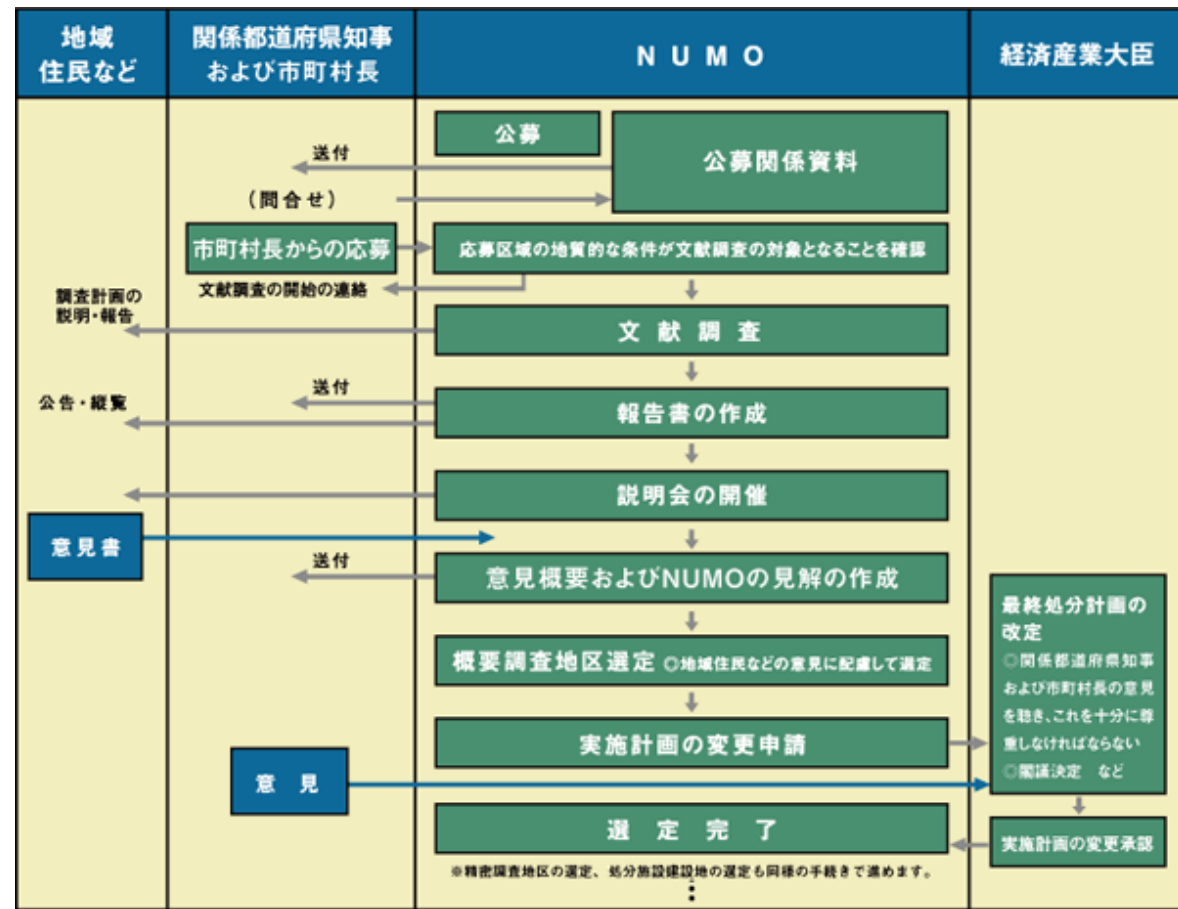 地域
住民など
関係都道府県知事
および市町村長
NUMO
経済産業大臣
公募
公募関係資料
送付
(問合せ)
市町村長からの応募
応募区域の地質的な条件が文献調査の対象となることを確認
文献調査の開始の連絡
調査計画の
説明・報告
文献調査
送付
公告・縦覧
報告書の作成
説明会の開催
意見書
送付
意見概要およびNUMOの見解の作成
概要調査地区選定 ◎地域住民などの意見に配慮して選定
実施計画の変更申請
最終処分計画の
改定
◎関係都道府県知事
および市町村長の意見
を聴き、これを十分に尊
重しなければならない
◎閣議決定 など
意見
選定完了
実施計画の変更承認
※精密調査地区の選定、処分施設建設地の選定も同様の手続きで進めます。